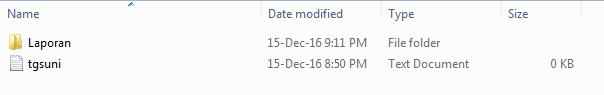 Name Date modified Type Size
Laporan 15-Dec-16 9:11 PM File folder
tgsuni 15-Dec-16 8:50 PM Text Document 0 KB